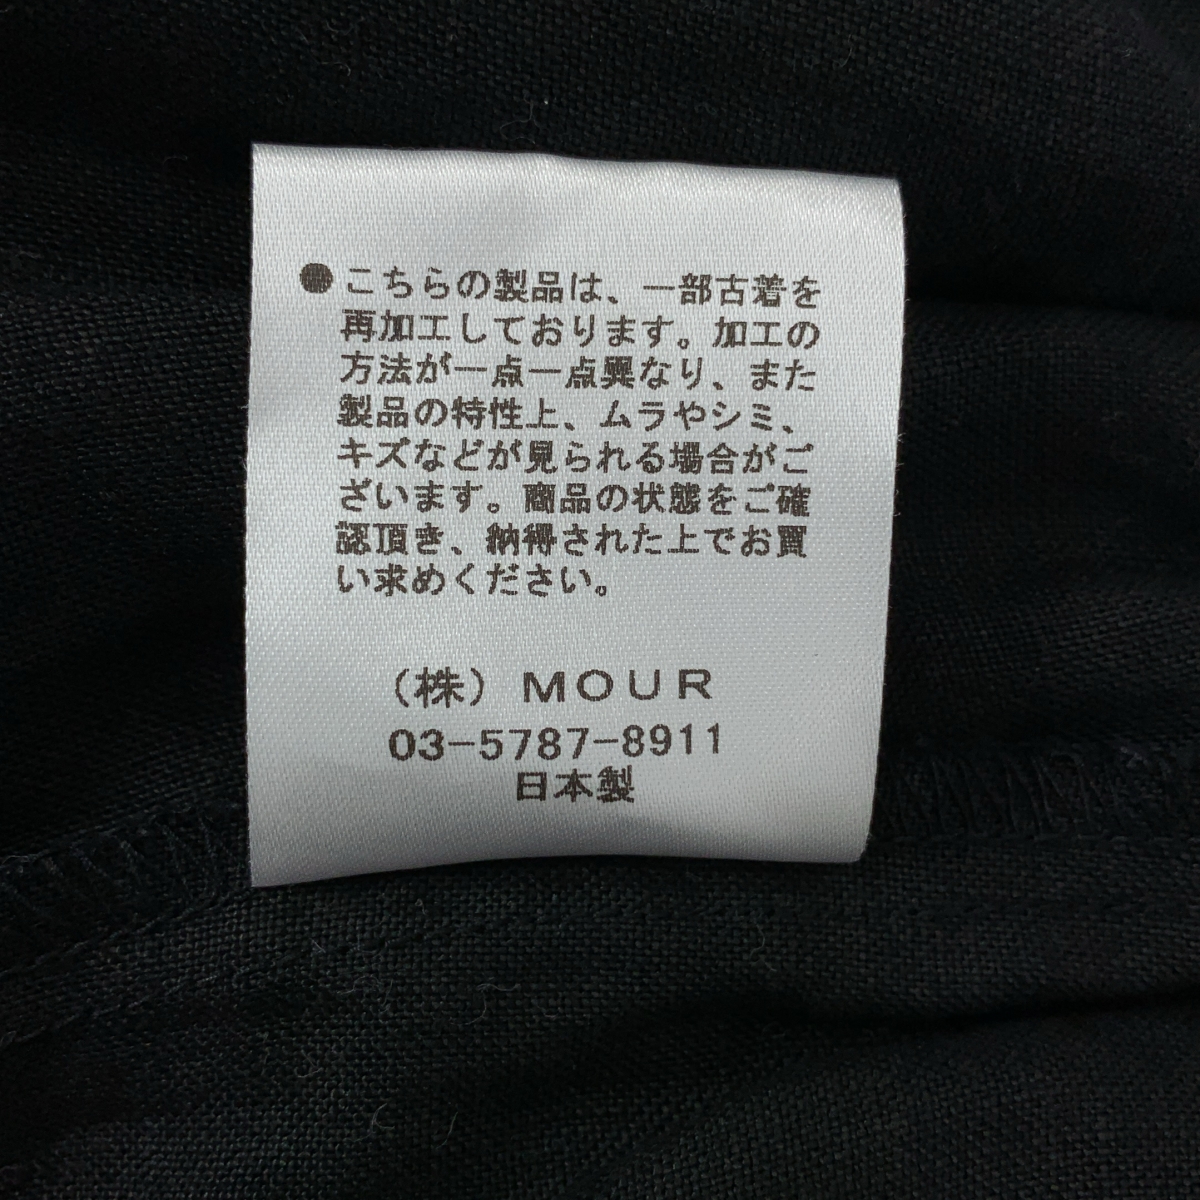 ●こちらの製品は、一部古着を
再加工しております。加工の
方法が一点一点異なり、また
製品の特性上、ムラやシミ、
キズなどが見られる場合がご
ざいます。商品の状態をご確
認頂き、納得された上でお買
い求めください。
（株）MOUR
03-5787-8911
日本製